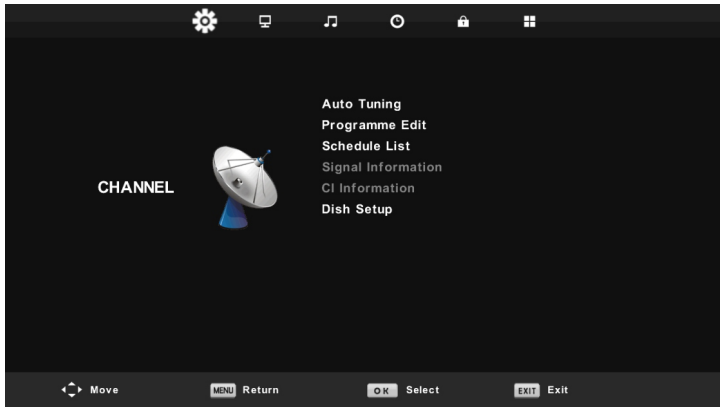 Auto Tuning
Programme Edit
Schedule List
Signal Information
CHANNEL
CI Information
Dish Setup
Move
MENU Return
OK Select
EXIT Exit